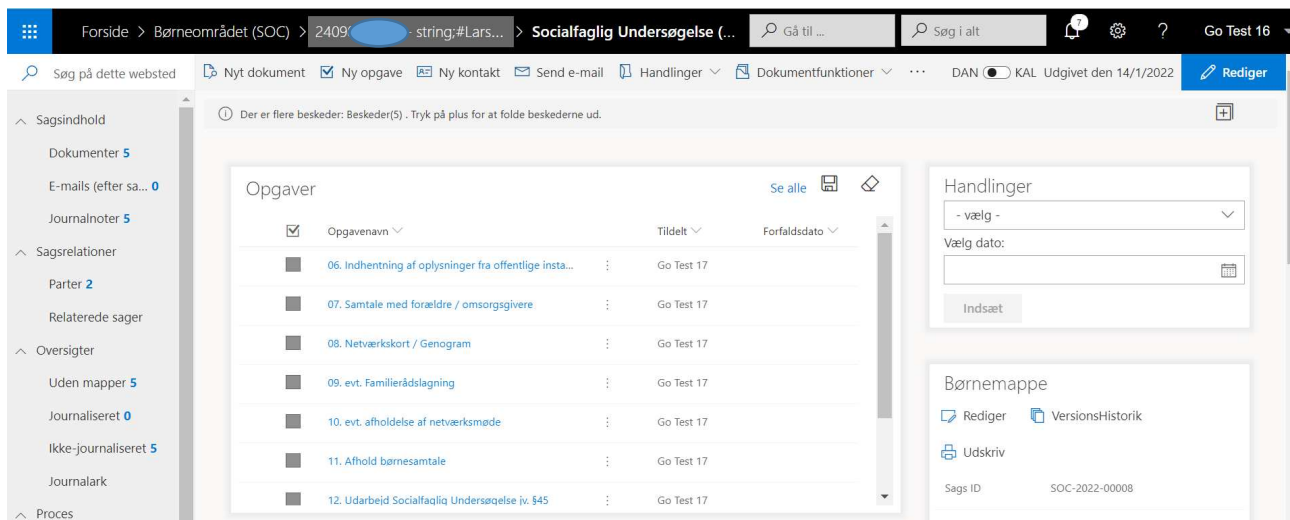 Forside > Børneområdet (SOC) > 2409 - string;#Lars... > Socialfaglig Undersøgelse (... Gå til ... Søg i alt 7 ? Go Test 16
Søg på dette websted Nyt dokument Ny opgave Ny kontakt Send e-mail Handlinger Dokumentfunktioner ... DAN KAL Udgivet den 14/1/2022 Rediger
Der er flere beskeder: Beskeder(5) . Tryk på plus for at folde beskederne ud.
Sagsindhold
Dokumenter 5
E-mails (efter sa... 0
Journalnoter 5
Sagsrelationer
Parter 2
Relaterede sager
Oversigter
Uden mapper 5
Journaliseret 0
Ikke-journaliseret 5
Journalark
Proces
Opgaver Se alle
Opgavenavn Tildelt Forfaldsdato
06. Indhentning af oplysninger fra offentlige insta... Go Test 17
07. Samtale med forældre / omsorgsgivere Go Test 17
08. Netværkskort / Genogram Go Test 17
09. evt. Familierådslagning Go Test 17
10. evt. afholdelse af netværksmøde Go Test 17
11. Afhold børnesamtale Go Test 17
12. Udarbejd Socialfaglig Undersøgelse jv. §45 Go Test 17
Handlinger
- vælg -
Vælg dato:
Indsæt
Børnemappe
Rediger VersionsHistorik
Udskriv
Sags ID SOC-2022-00008